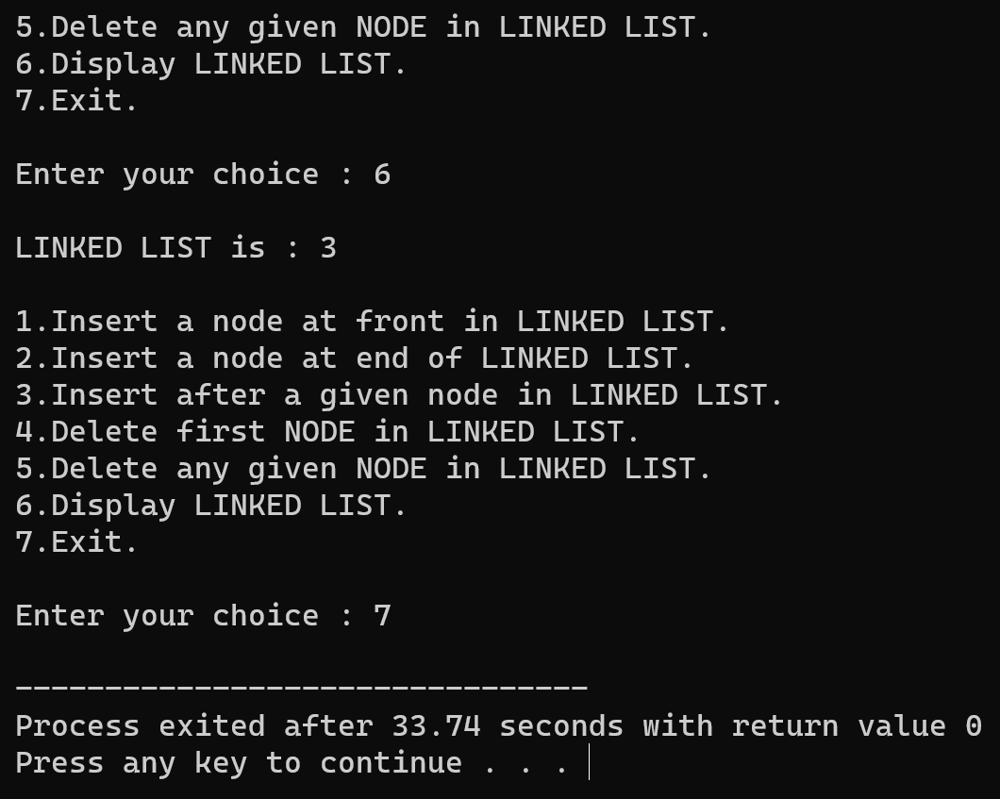 5.Delete any given NODE in LINKED LIST.
6.Display LINKED LIST.
7.Exit.
Enter your choice : 6
LINKED LIST is : 3
1.Insert a node at front in LINKED LIST.
2.Insert a node at end of LINKED LIST.
3.Insert after a given node in LINKED LIST.
4.Delete first NODE in LINKED LIST.
5.Delete any given NODE in LINKED LIST.
6.Display LINKED LIST.
7.Exit.
Enter your choice : 7
--------------------------------
Process exited after 33.74 seconds with return value 0
Press any key to continue . . .